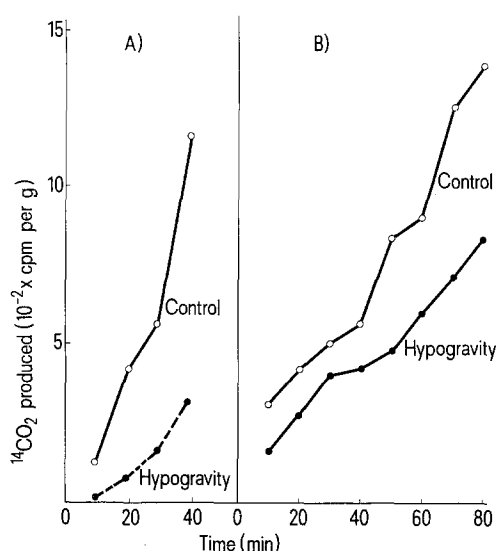 15
10
5
¹⁴CO₂ produced (10⁻² x cpm per g)
A)
Control
Hypogravity
0
20
40
B)
Control
Hypogravity
0
20
40
60
80
Time (min)